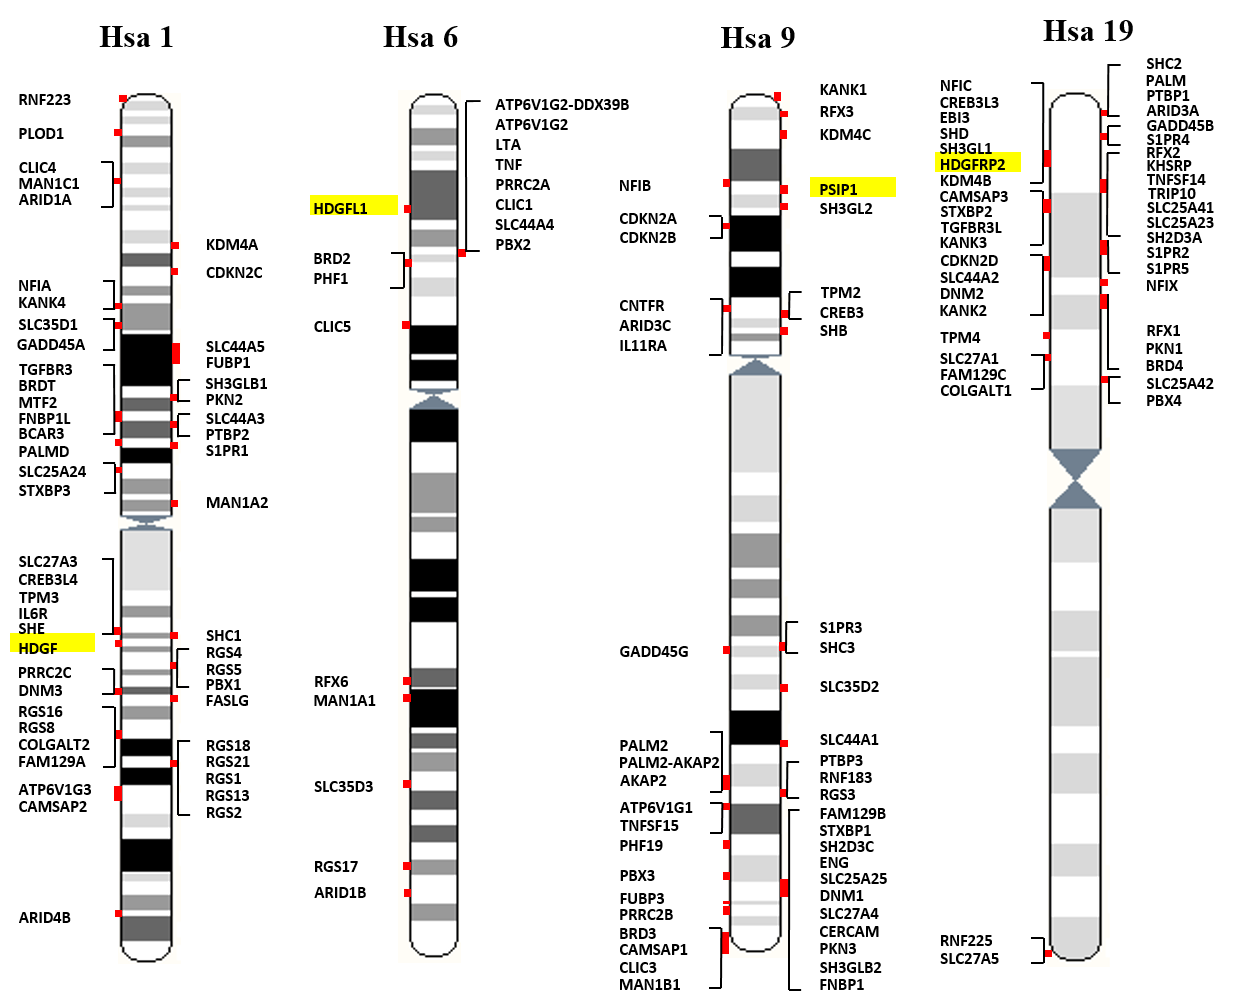 Hsa 1
RNF223
PLOD1
CLIC4
MAN1C1
ARID1A
NFIA
KANK4
SLC35D1
GADD45A
TGFBR3
BRDT
MTF2
FNBP1L
BCAR3
PALMD
SLC25A24
STXBP3
SLC27A3
CREB3L4
TPM3
IL6R
SHE
HDGF
PRRC2C
DNM3
RGS16
RGS8
COLGALT2
FAM129A
ATP6V1G3
CAMSAP2
ARID4B
KDM4A
CDKN2C
SLC44A5
FUBP1
SH3GLB1
PKN2
SLC44A3
PTBP2
S1PR1
MAN1A2
SHC1
RGS4
RGS5
PBX1
FASLG
RGS18
RGS21
RGS1
RGS13
RGS2
Hsa 6
HDGFL1
BRD2
PHF1
CLIC5
RFX6
MAN1A1
SLC35D3
RGS17
ARID1B
ATP6V1G2-DDX39B
ATP6V1G2
LTA
TNF
PRRC2A
CLIC1
SLC44A4
PBX2
Hsa 9
NFIB
CDKN2A
CDKN2B
CNTFR
ARID3C
IL11RA
GADD45G
PALM2
PALM2-AKAP2
AKAP2
ATP6V1G1
TNFSF15
PHF19
PBX3
FUBP3
PRRC2B
BRD3
CAMSAP1
CLIC3
MAN1B1
KANK1
RFX3
KDM4C
PSIP1
SH3GL2
TPM2
CREB3
SHB
S1PR3
SHC3
SLC35D2
SLC44A1
PTBP3
RNF183
RGS3
FAM129B
STXBP1
SH2D3C
ENG
SLC25A25
DNM1
SLC27A4
CERCAM
PKN3
SH3GLB2
FNBP1
Hsa 19
NFIC
CREB3L3
EBI3
SHD
SH3GL1
HDGFRP2
KDM4B
CAMSAP3
STXBP2
TGFBR3L
KANK3
CDKN2D
SLC44A2
DNM2
KANK2
TPM4
SLC27A1
FAM129C
COLGALT1
RNF225
SLC27A5
SHC2
PALM
PTBP1
ARID3A
GADD45B
S1PR4
RFX2
KHSRP
TNFSF14
TRIP10
SLC25A41
SLC25A23
SH2D3A
S1PR2
S1PR5
NFIX
RFX1
PKN1
BRD4
SLC25A42
PBX4